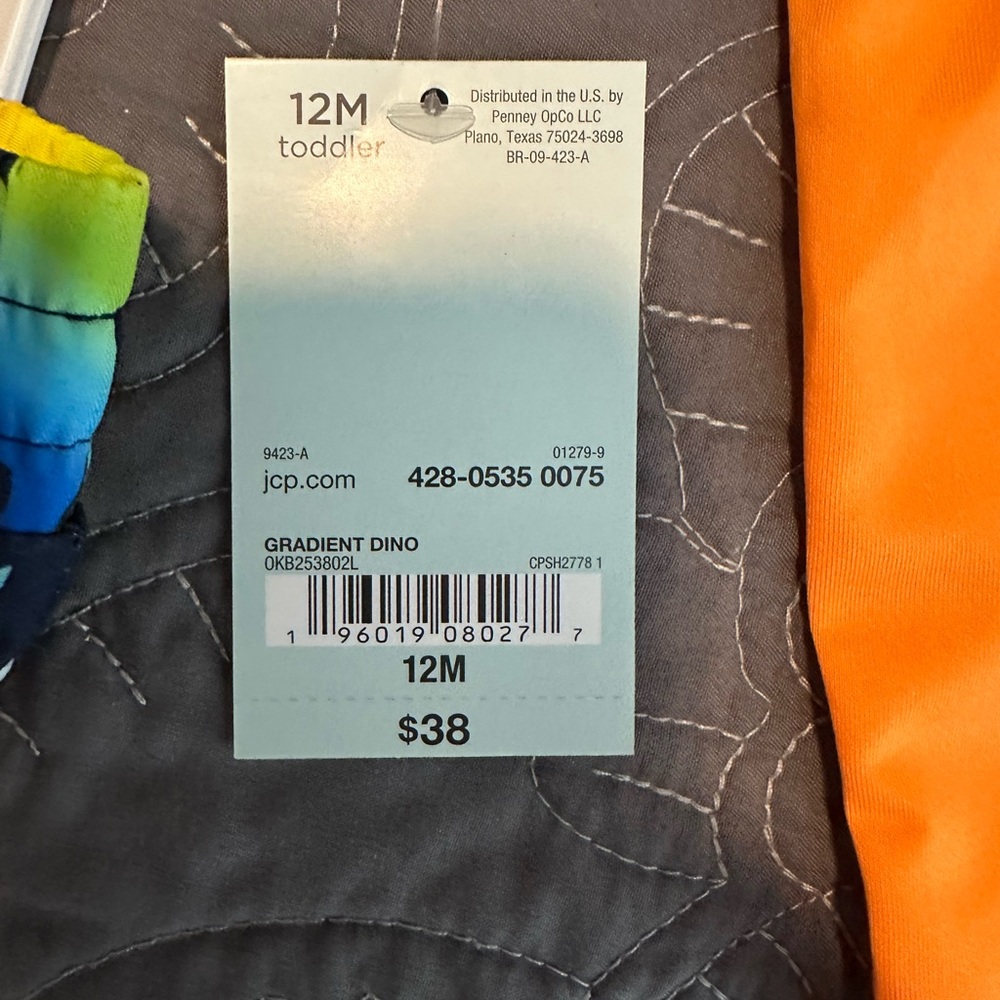 12M
toddler
Distributed in the U.S. by
Penney OpCo LLC
Plano, Texas 75024-3698
BR-09-423-A
9423-A 01279-9
jcp.com 428-0535 0075
GRADIENT DINO
OKB253802L CPSH2778 1
1 96019 08027 7
12M
$38